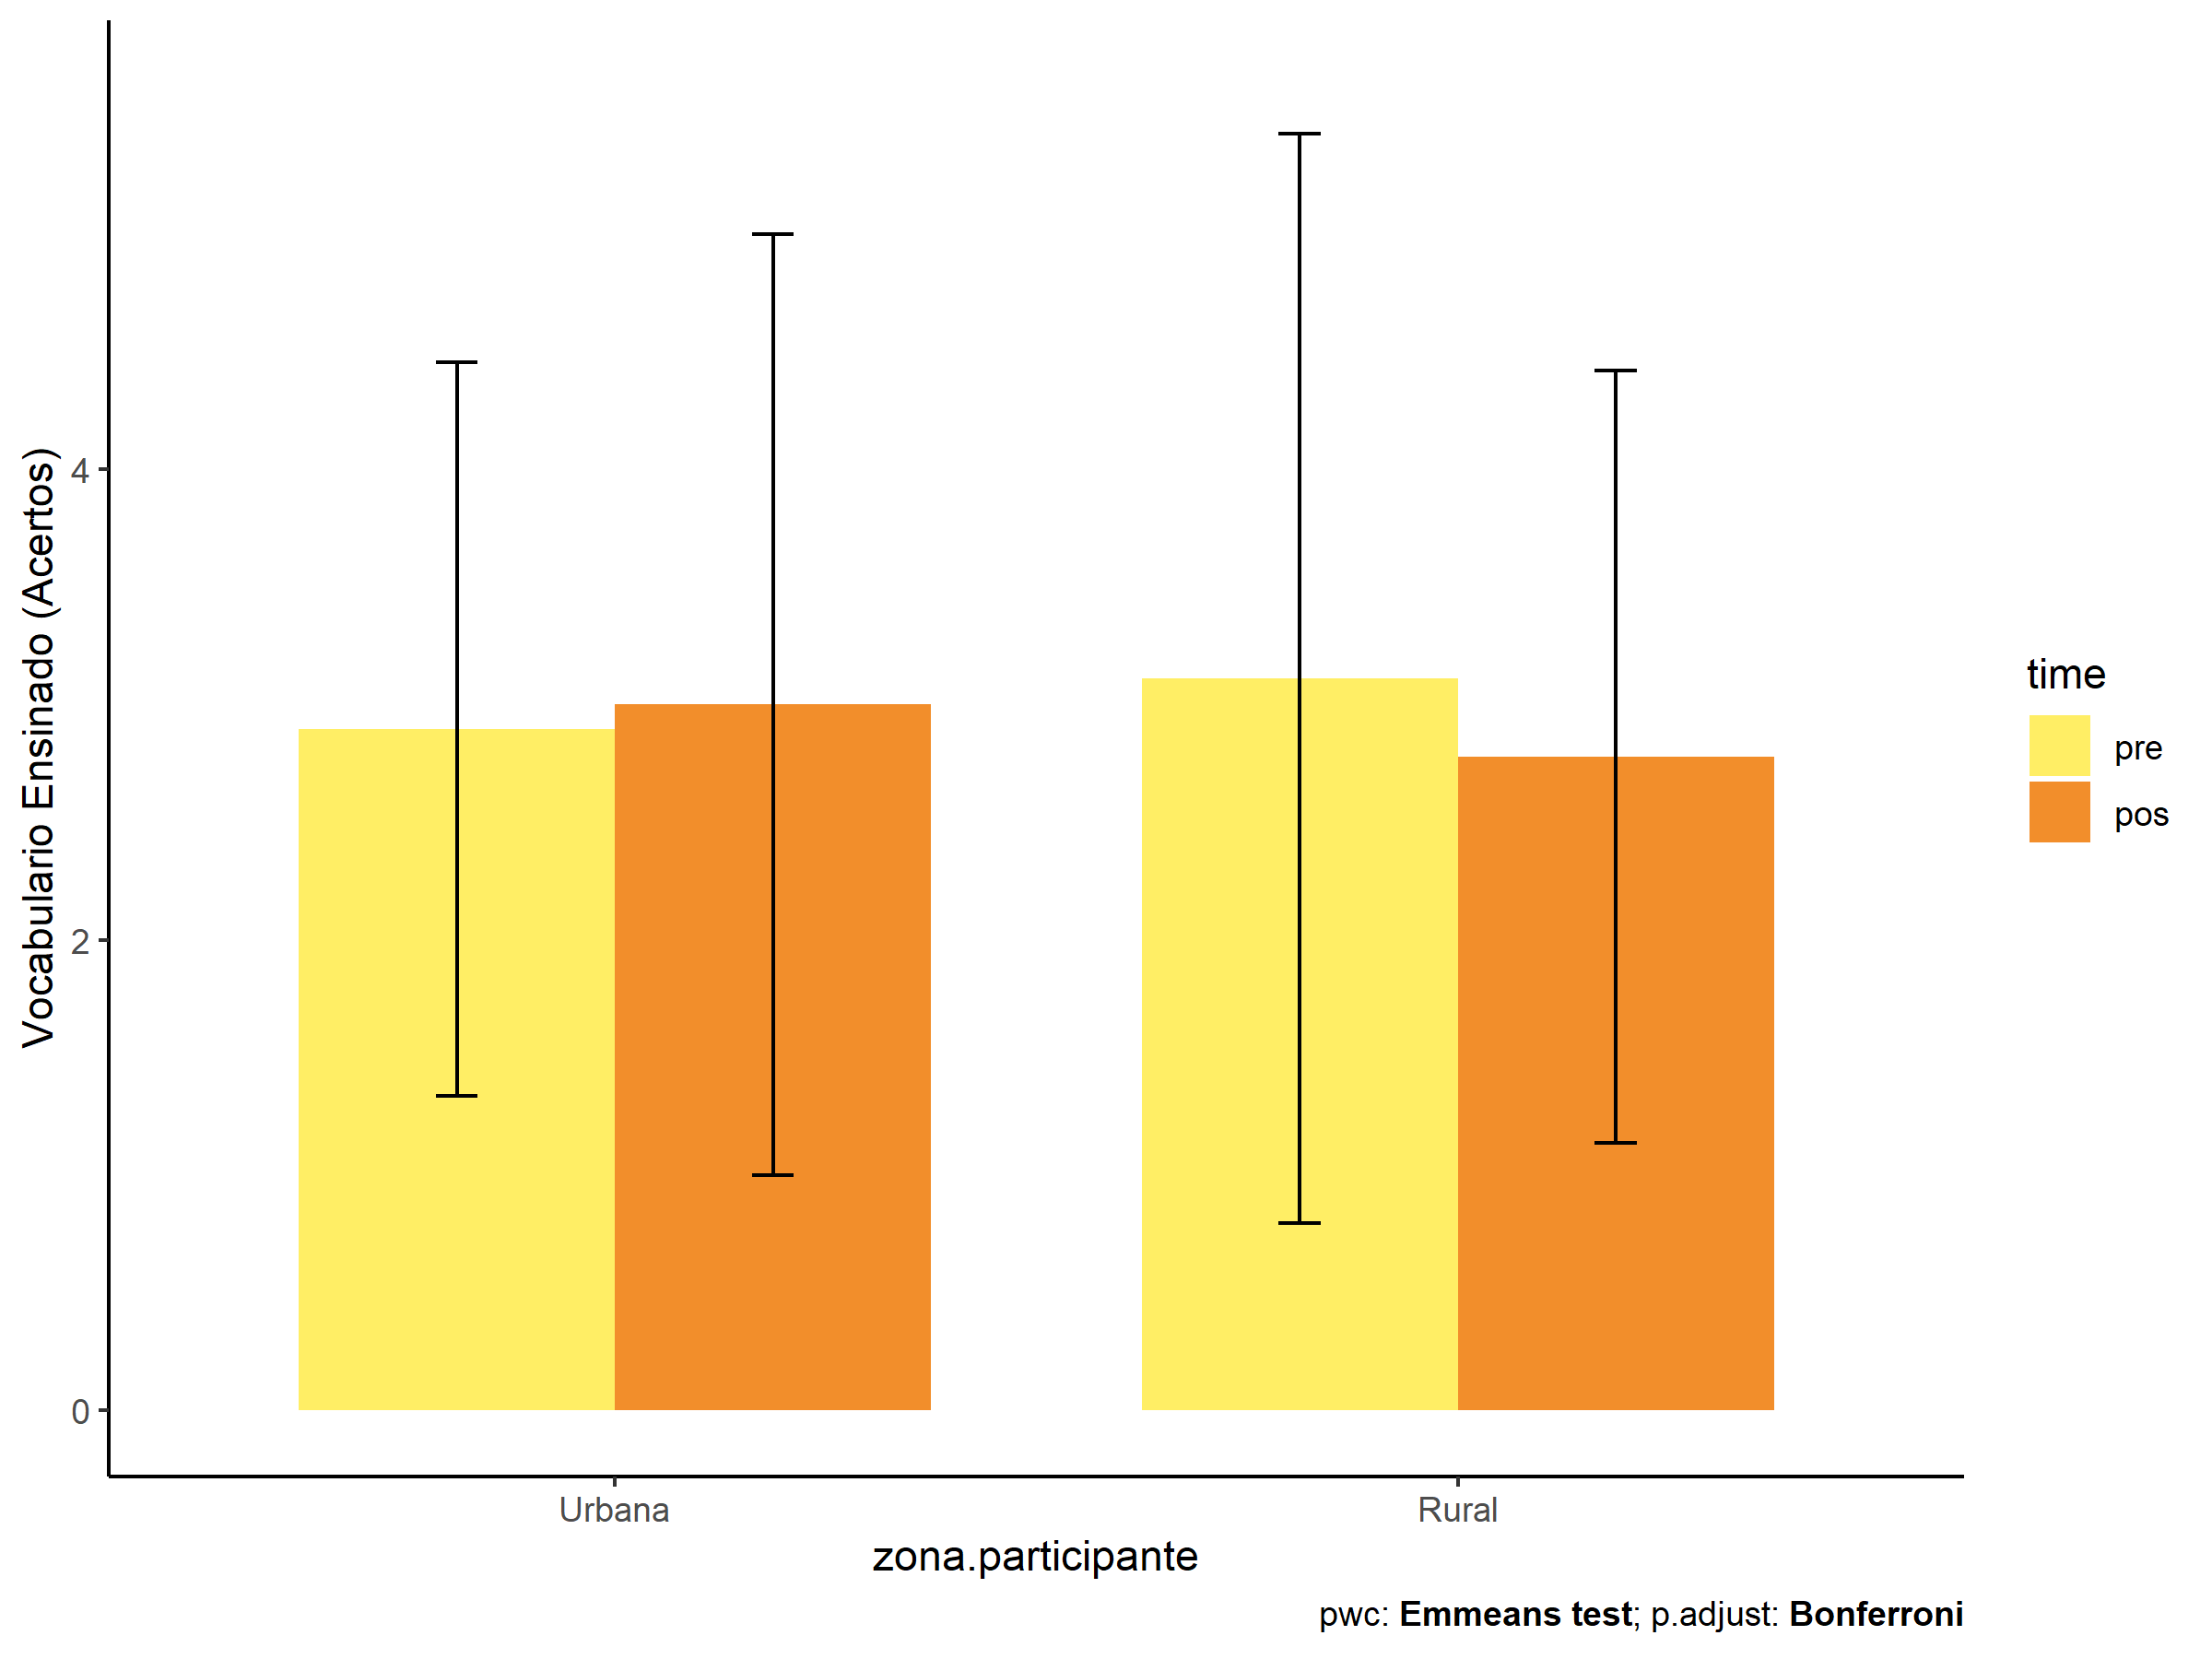 Vocabulario Ensinado (Acertos)
4
2
0
Urbana
Rural
zona.participante
time
pre
pos
pwc: Emmeans test; p.adjust: Bonferroni